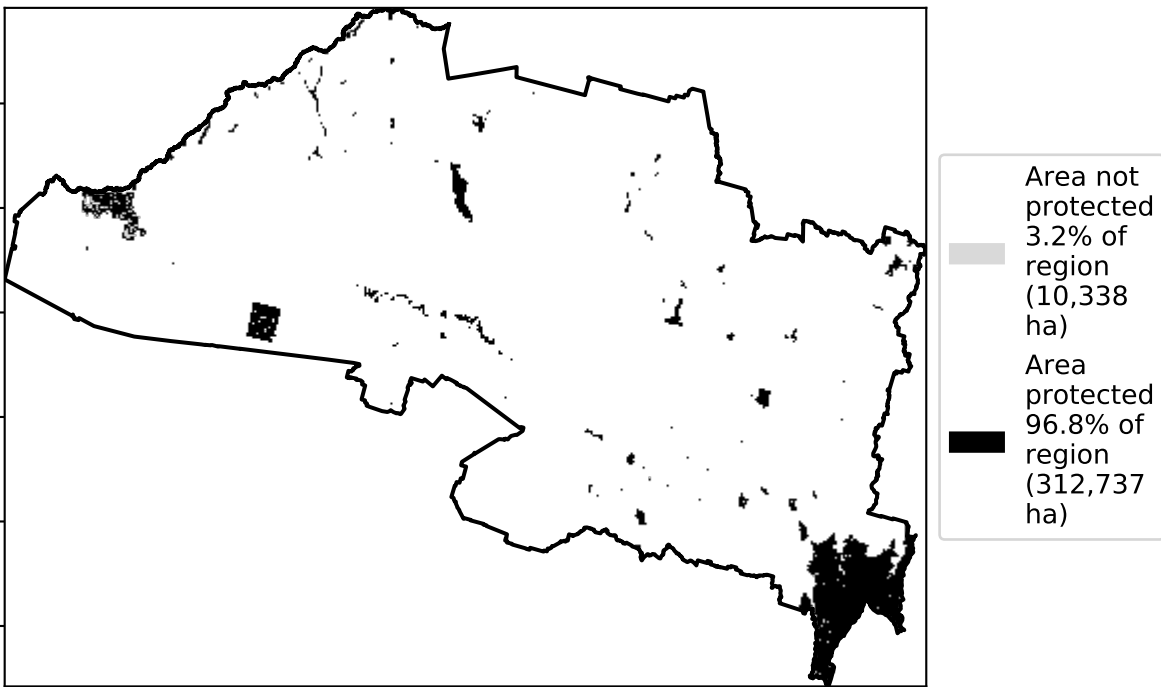 Area not
protected
3.2% of
region
(10,338
ha)
Area
protected
96.8% of
region
(312,737
ha)